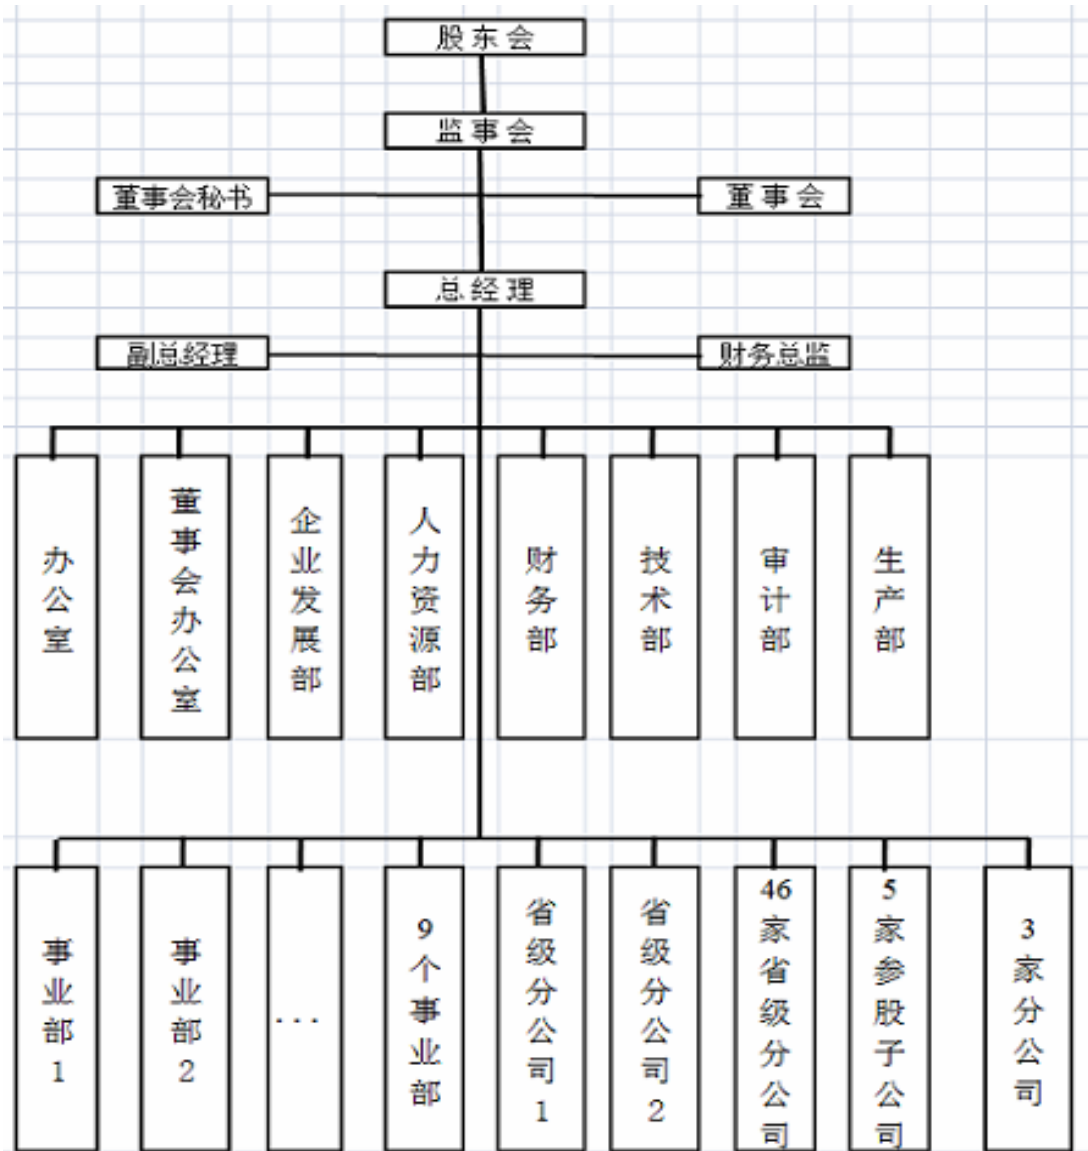 股东会
监事会
董事会秘书
董事会
总经理
副总经理
财务总监
办公室
董事会办公室
企业发展部
人力资源部
财务部
技术部
审计部
生产部
事业部1
事业部2
...
9个事业部
省级分公司1
省级分公司2
46家省级分公司
5家参股子公司
3家分公司